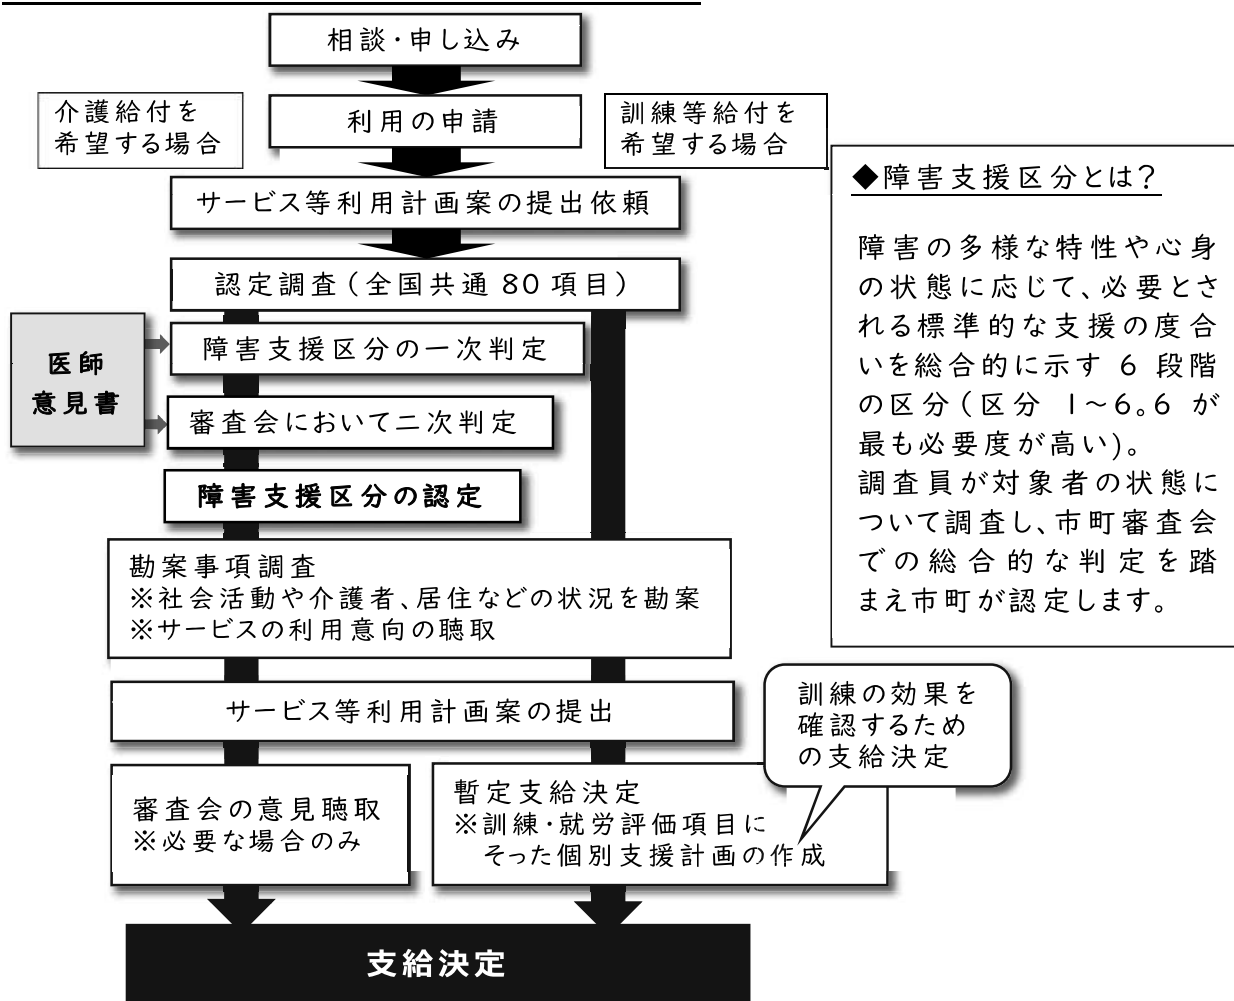 相談・申し込み
介護給付を
希望する場合
利用の申請
訓練等給付を
希望する場合
サービス等利用計画案の提出依頼
認定調査（全国共通 80 項目）
医師
意見書
障害支援区分の一次判定
審査会において二次判定
障害支援区分の認定
勘案事項調査
※社会活動や介護者、居住などの状況を勘案
※サービスの利用意向の聴取
サービス等利用計画案の提出
審査会の意見聴取
※必要な場合のみ
暫定支給決定
※訓練・就労評価項目に
そった個別支援計画の作成
訓練の効果を
確認するため
の支給決定
支給決定
◆障害支援区分とは？
障害の多様な特性や心身
の状態に応じて、必要とさ
れる標準的な支援の度合
いを総合的に示す 6 段階
の区分（区分 1～6。6 が
最も必要度が高い)。
調査員が対象者の状態に
ついて調査し、市町審査会
での総合的な判定を踏
まえ市町が認定します。